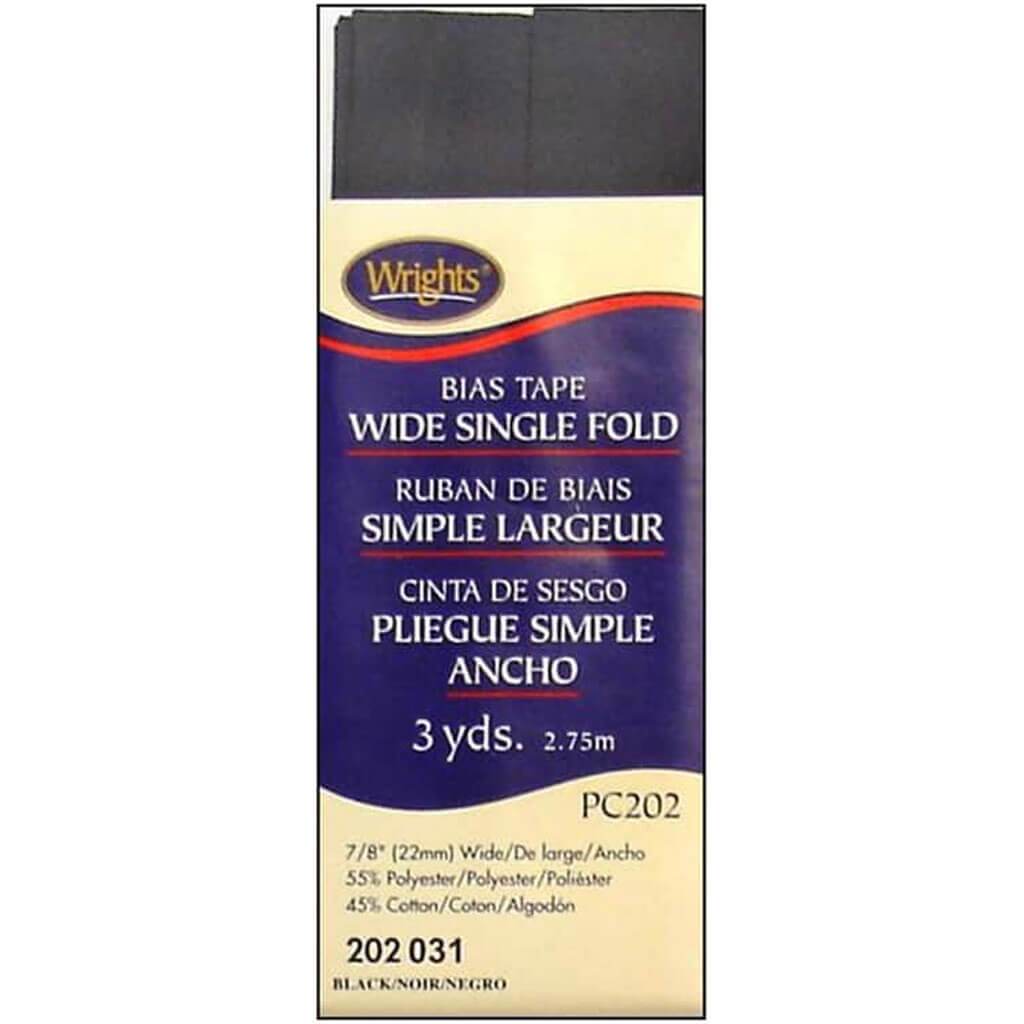 Wrights®
BIAS TAPE
WIDE SINGLE FOLD
RUBAN DE BIAIS
SIMPLE LARGEUR
CINTA DE SESGO
PLIEGUE SIMPLE
ANCHO
3 yds. 2.75m
PC202
7/8" (22mm) Wide/De large/Ancho
55% Polyester/Polyester/Poliéster
45% Cotton/Coton/Algodón
202 031
BLACK/NOIR/NEGRO